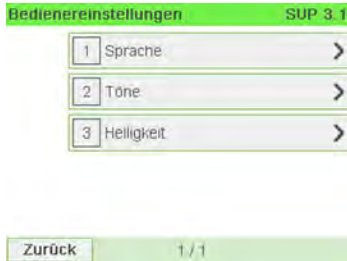 Bedienereinstellungen SUP 3.1
1 Sprache
2 Töne
3 Helligkeit
Zurück 1 / 1